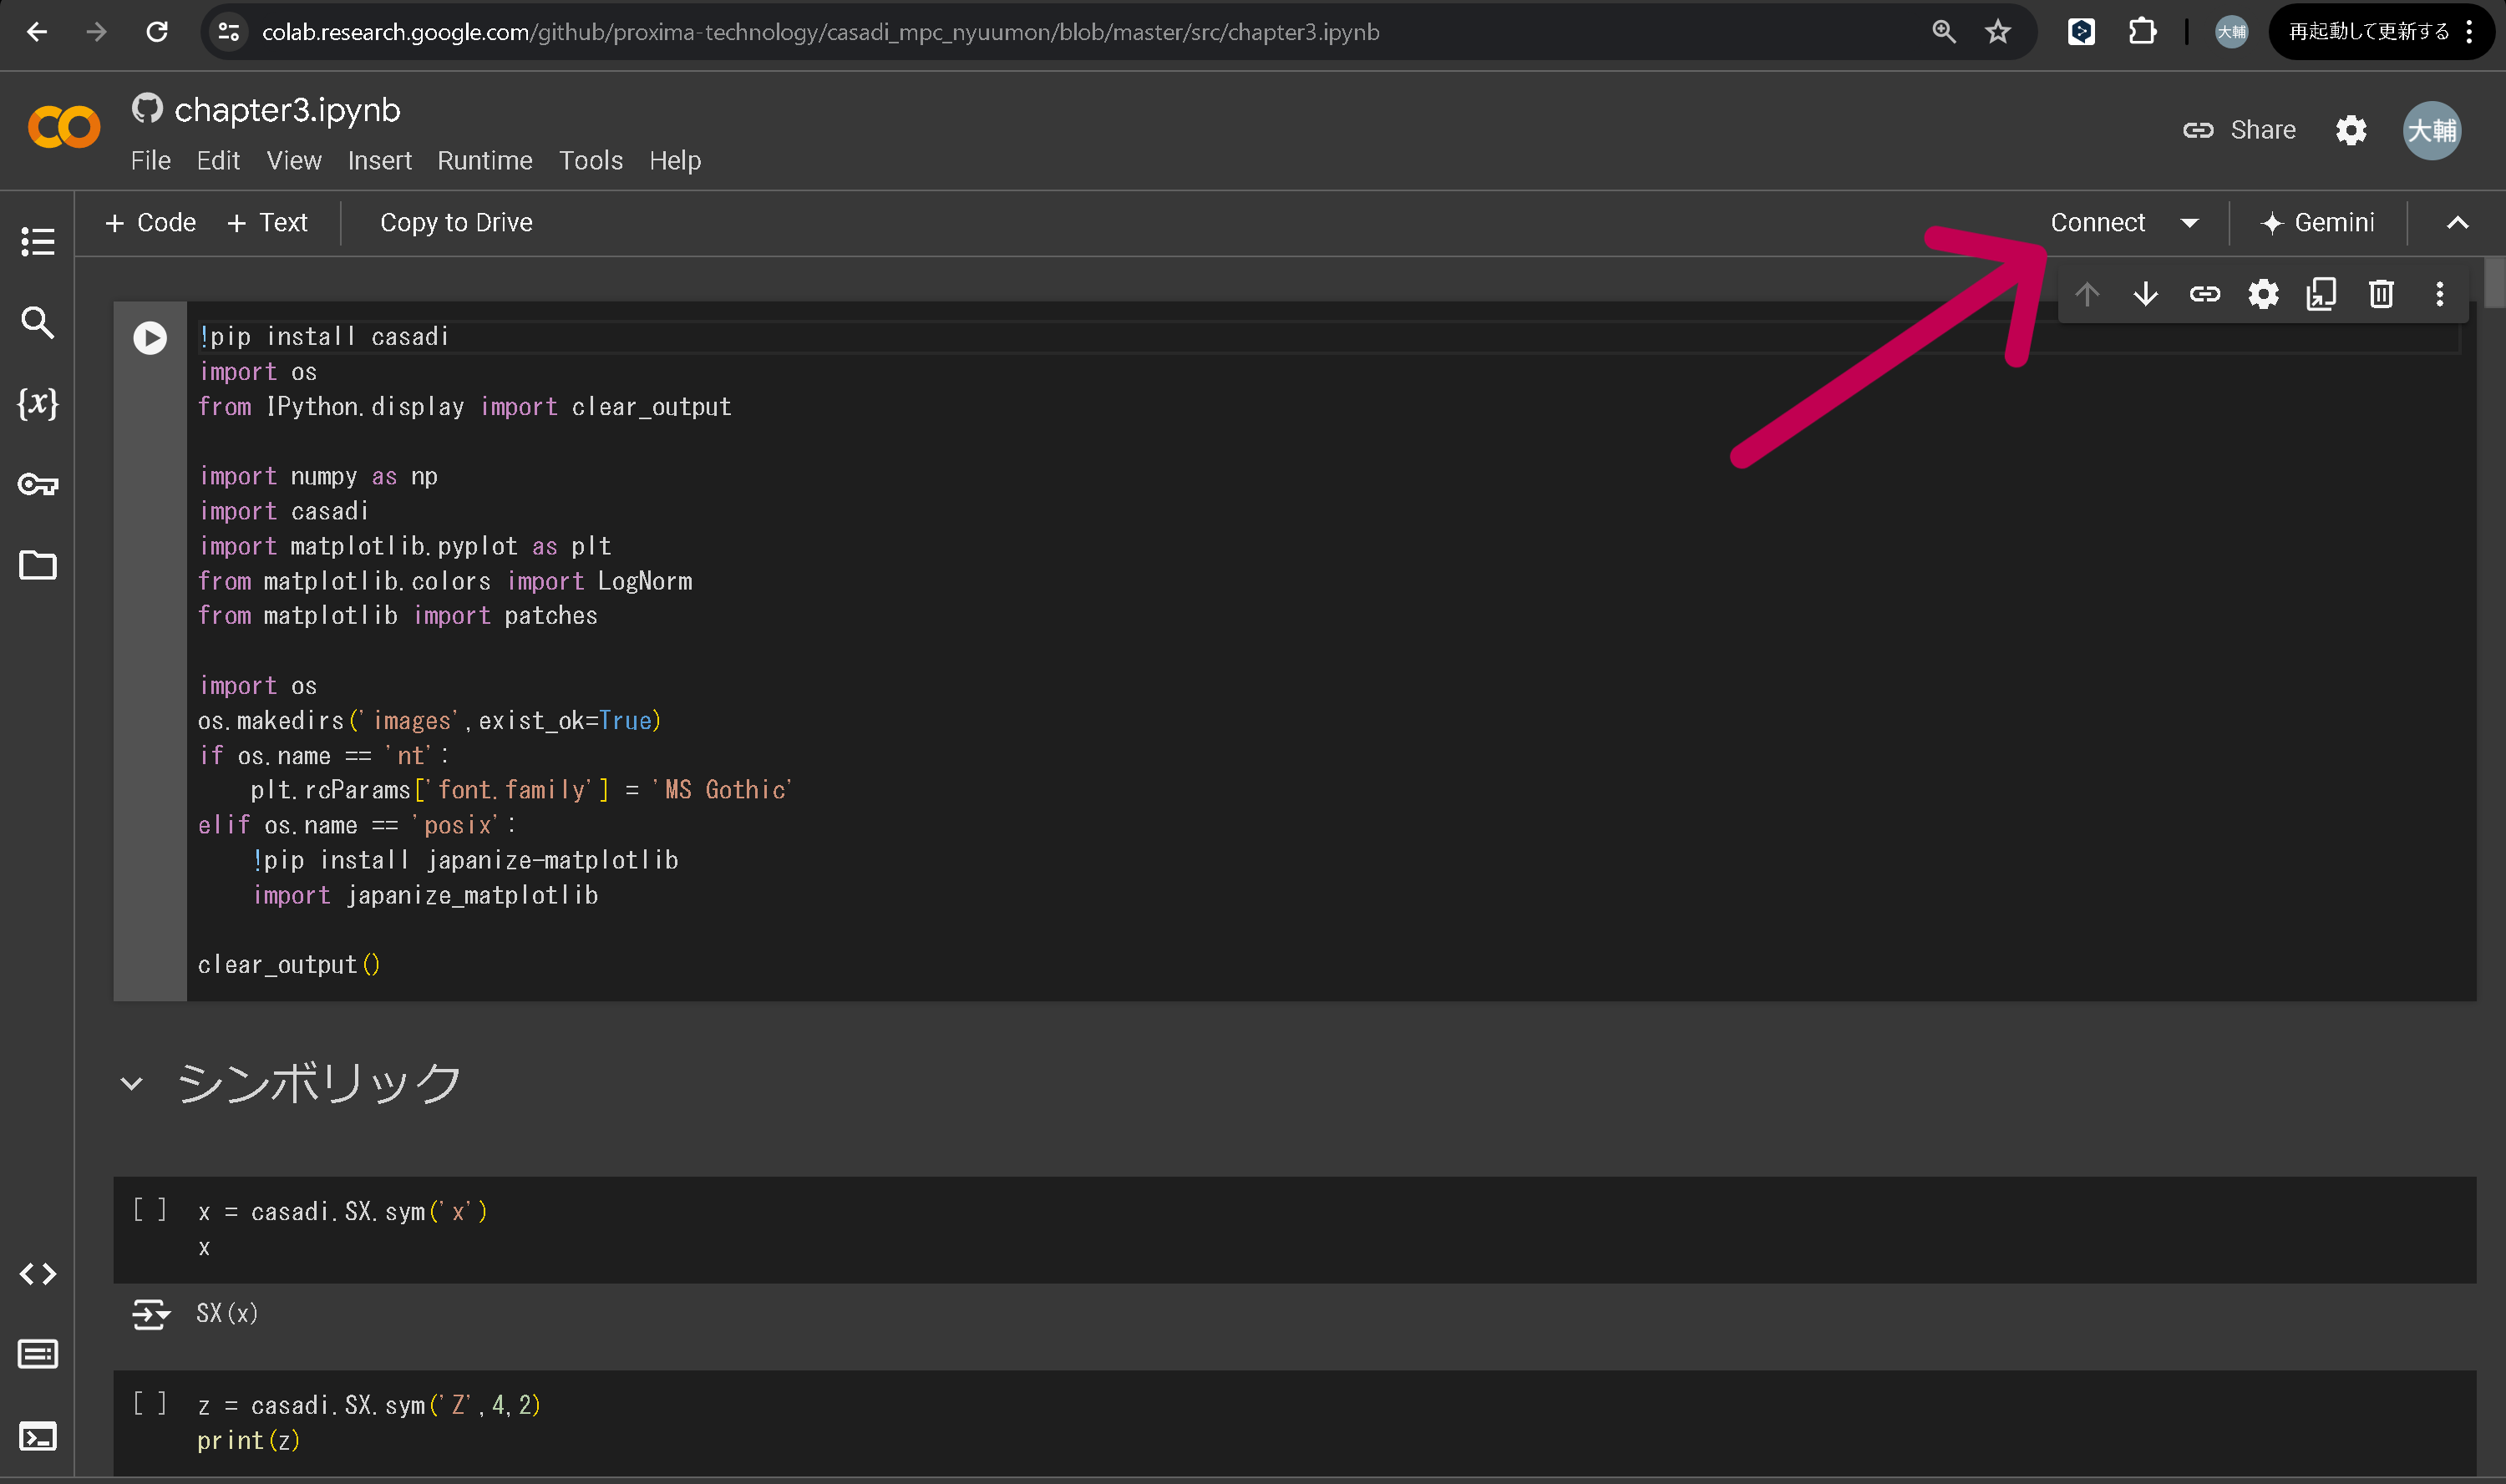 colab.research.google.com/github/proxima-technology/casadi_mpc_nyuumon/blob/master/src/chapter3.ipynb
大輔
再起動して更新する
chapter3.ipynb
Share
大輔
File Edit View Insert Runtime Tools Help
+ Code + Text Copy to Drive
Connect
Gemini
!pip install casadi
import os
from IPython.display import clear_output
import numpy as np
import casadi
import matplotlib.pyplot as plt
from matplotlib.colors import LogNorm
from matplotlib import patches
import os
os.makedirs('images',exist_ok=True)
if os.name == 'nt':
    plt.rcParams['font.family'] = 'MS Gothic'
elif os.name == 'posix':
    !pip install japanize-matplotlib
    import japanize_matplotlib
clear_output()
シンボリック
[ ] x = casadi.SX.sym('x')
x
SX(x)
[ ] z = casadi.SX.sym('Z',4,2)
print(z)
{x}